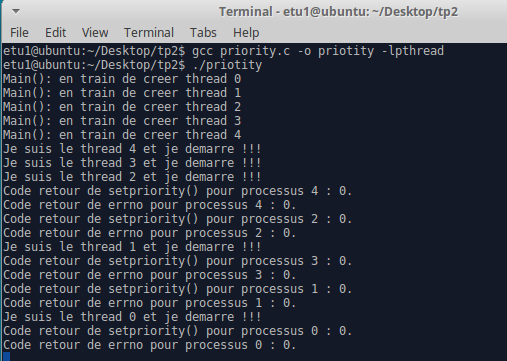 Terminal - etu1@ubuntu: ~/Desktop/tp2
File Edit View Terminal Tabs Help
etu1@ubuntu:~/Desktop/tp2$ gcc priority.c -o priotity -lpthread
etu1@ubuntu:~/Desktop/tp2$ ./priotity
Main(): en train de creer thread 0
Main(): en train de creer thread 1
Main(): en train de creer thread 2
Main(): en train de creer thread 3
Main(): en train de creer thread 4
Je suis le thread 4 et je demarre !!!
Je suis le thread 3 et je demarre !!!
Je suis le thread 2 et je demarre !!!
Code retour de setpriority() pour processus 4 : 0.
Code retour de errno pour processus 4 : 0.
Code retour de setpriority() pour processus 2 : 0.
Code retour de errno pour processus 2 : 0.
Je suis le thread 1 et je demarre !!!
Code retour de setpriority() pour processus 3 : 0.
Code retour de errno pour processus 3 : 0.
Code retour de setpriority() pour processus 1 : 0.
Code retour de errno pour processus 1 : 0.
Je suis le thread 0 et je demarre !!!
Code retour de setpriority() pour processus 0 : 0.
Code retour de errno pour processus 0 : 0.